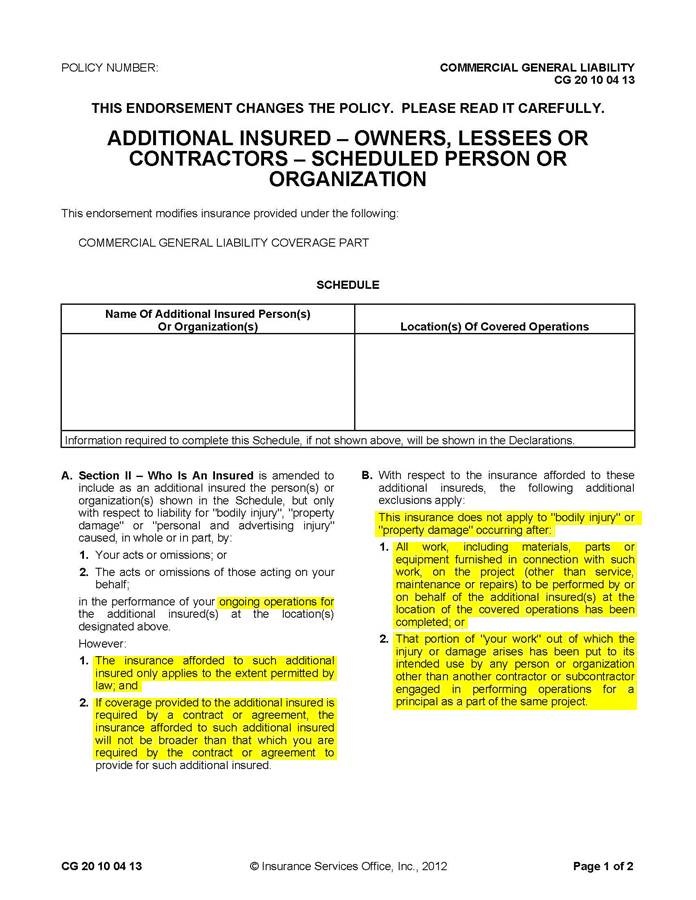 POLICY NUMBER:
COMMERCIAL GENERAL LIABILITY
CG 20 10 04 13
THIS ENDORSEMENT CHANGES THE POLICY.  PLEASE READ IT CAREFULLY.
ADDITIONAL INSURED – OWNERS, LESSEES OR
CONTRACTORS – SCHEDULED PERSON OR
ORGANIZATION
This endorsement modifies insurance provided under the following:
COMMERCIAL GENERAL LIABILITY COVERAGE PART
SCHEDULE
Name Of Additional Insured Person(s)
Or Organization(s)
Location(s) Of Covered Operations
Information required to complete this Schedule, if not shown above, will be shown in the Declarations.
A. Section II – Who Is An Insured is amended to
include as an additional insured the person(s) or
organization(s) shown in the Schedule, but only
with respect to liability for "bodily injury", "property
damage" or "personal and advertising injury"
caused, in whole or in part, by:
1. Your acts or omissions; or
2. The acts or omissions of those acting on your
behalf;
in the performance of your ongoing operations for
the additional insured(s) at the location(s)
designated above.
However:
1. The insurance afforded to such additional
insured only applies to the extent permitted by
law; and
2. If coverage provided to the additional insured is
required by a contract or agreement, the
insurance afforded to such additional insured
will not be broader than that which you are
required by the contract or agreement to
provide for such additional insured.
B. With respect to the insurance afforded to these
additional insureds, the following additional
exclusions apply:
This insurance does not apply to "bodily injury" or
"property damage" occurring after:
1. All work, including materials, parts or
equipment furnished in connection with such
work, on the project (other than service,
maintenance or repairs) to be performed by or
on behalf of the additional insured(s) at the
location of the covered operations has been
completed; or
2. That portion of "your work" out of which the
injury or damage arises has been put to its
intended use by any person or organization
other than another contractor or subcontractor
engaged in performing operations for a
principal as a part of the same project.
CG 20 10 04 13
© Insurance Services Office, Inc., 2012
Page 1 of 2